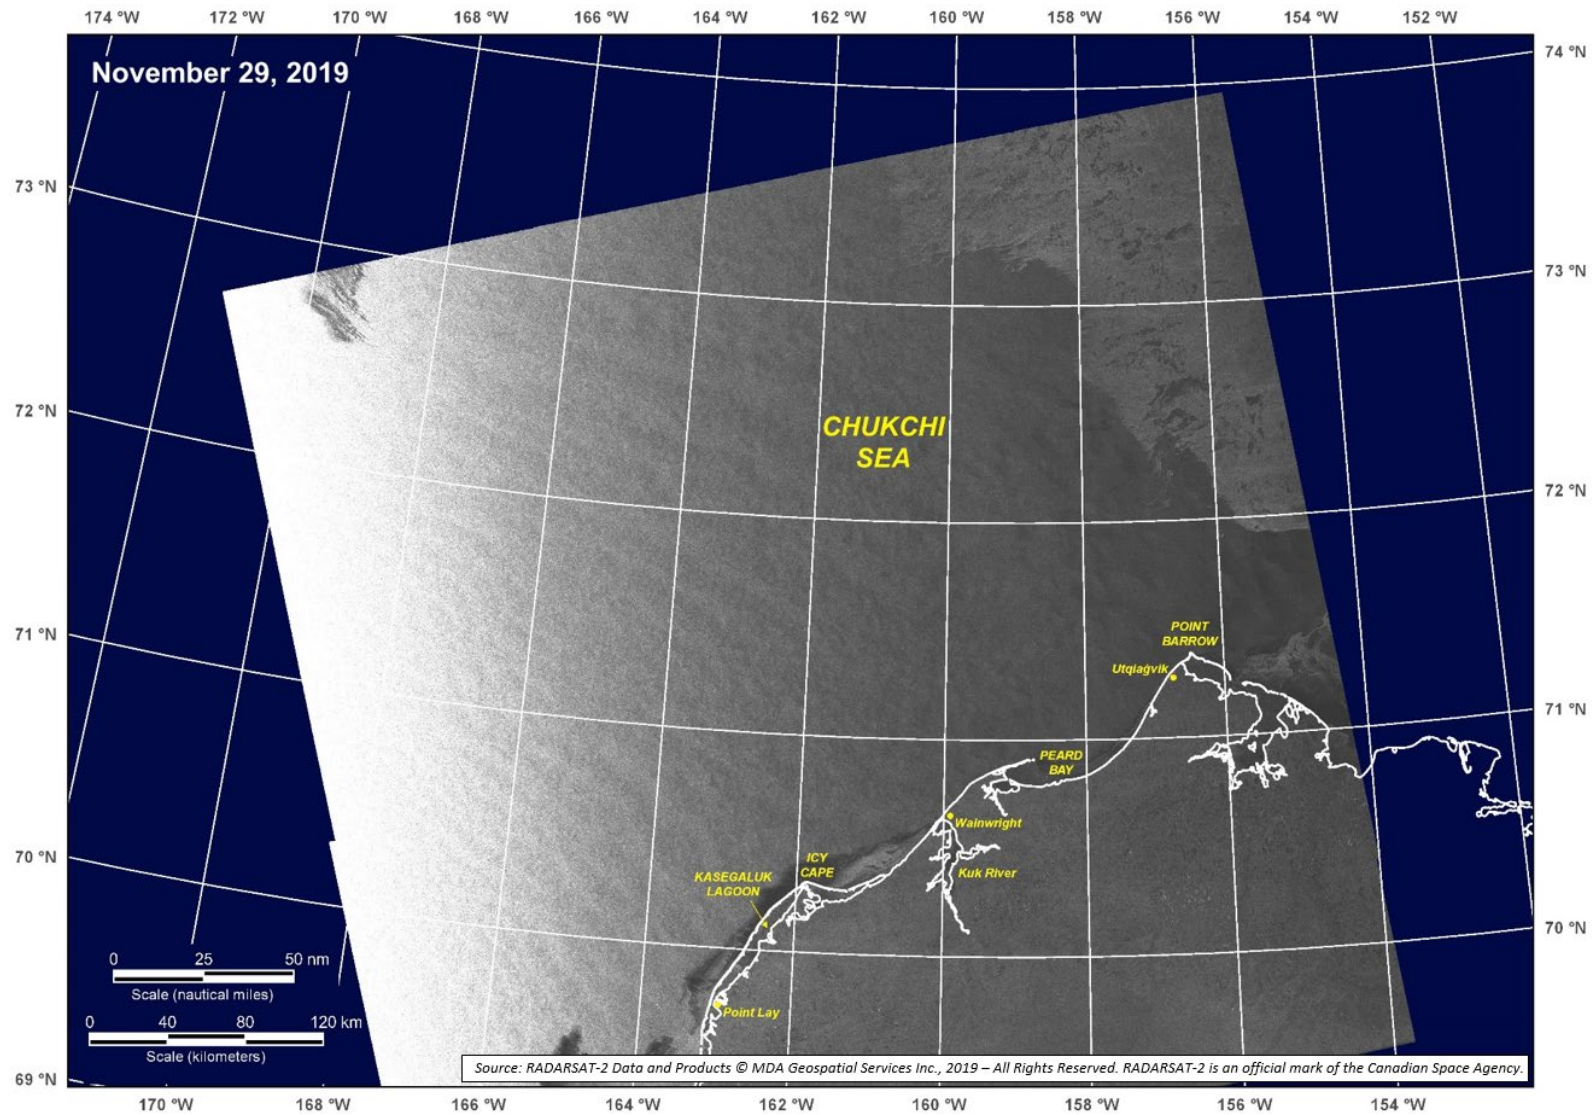 174 °W 172 °W 170 °W 168 °W 166 °W 164 °W 162 °W 160 °W 158 °W 156 °W 154 °W 152 °W
74 °N
November 29, 2019
73 °N
73 °N
72 °N
CHUKCHI
SEA
72 °N
71 °N
POINT
BARROW
Utqiaġvik
71 °N
PEARD
BAY
Wainwright
70 °N
ICY
CAPE
KASEGALUK
LAGOON
Kuk River
70 °N
0 25 50 nm
Scale (nautical miles)
Point Lay
0 40 80 120 km
Scale (kilometers)
Source: RADARSAT-2 Data and Products © MDA Geospatial Services Inc., 2019 – All Rights Reserved. RADARSAT-2 is an official mark of the Canadian Space Agency.
69 °N
170 °W 168 °W 166 °W 164 °W 162 °W 160 °W 158 °W 156 °W 154 °W